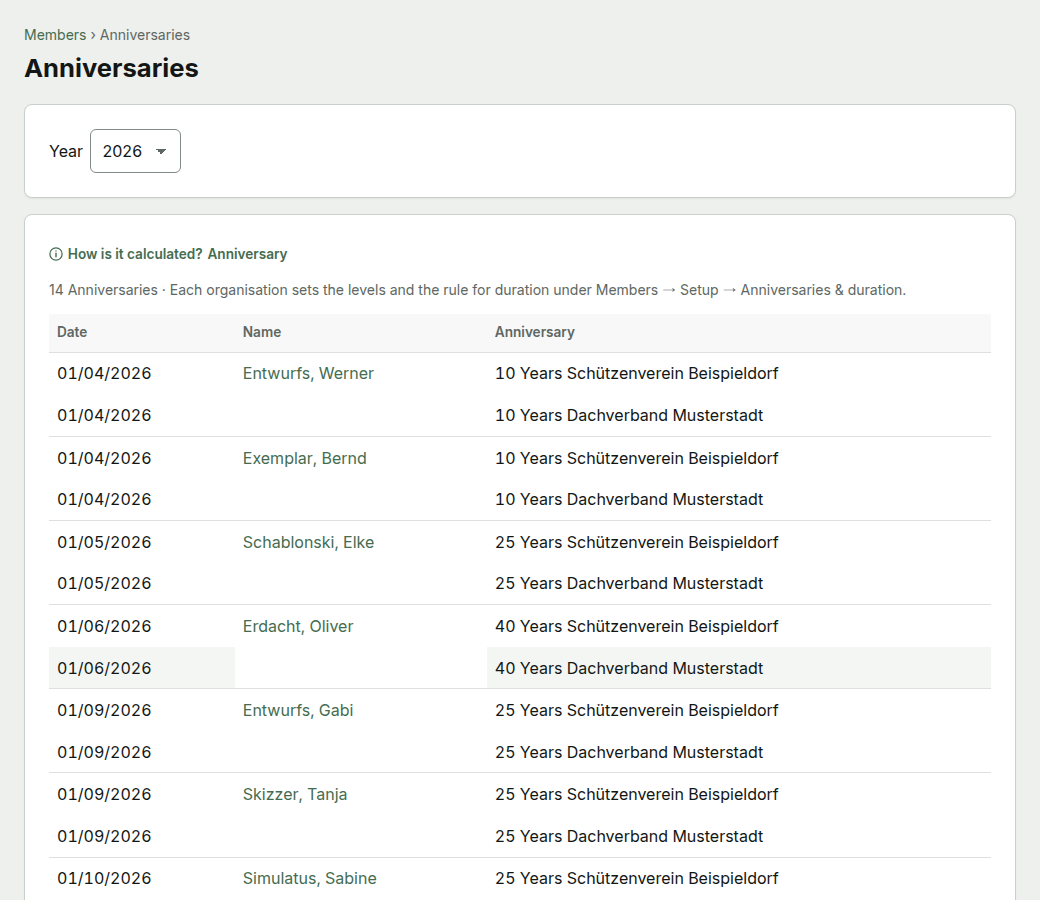 Members › Anniversaries
Anniversaries
Year 2026
How is it calculated? Anniversary
14 Anniversaries · Each organisation sets the levels and the rule for duration under Members → Setup → Anniversaries & duration.
Date Name Anniversary
01/04/2026 Entwurfs, Werner 10 Years Schützenverein Beispieldorf
01/04/2026 10 Years Dachverband Musterstadt
01/04/2026 Exemplar, Bernd 10 Years Schützenverein Beispieldorf
01/04/2026 10 Years Dachverband Musterstadt
01/05/2026 Schablonski, Elke 25 Years Schützenverein Beispieldorf
01/05/2026 25 Years Dachverband Musterstadt
01/06/2026 Erdacht, Oliver 40 Years Schützenverein Beispieldorf
01/06/2026 40 Years Dachverband Musterstadt
01/09/2026 Entwurfs, Gabi 25 Years Schützenverein Beispieldorf
01/09/2026 25 Years Dachverband Musterstadt
01/09/2026 Skizzer, Tanja 25 Years Schützenverein Beispieldorf
01/09/2026 25 Years Dachverband Musterstadt
01/10/2026 Simulatus, Sabine 25 Years Schützenverein Beispieldorf